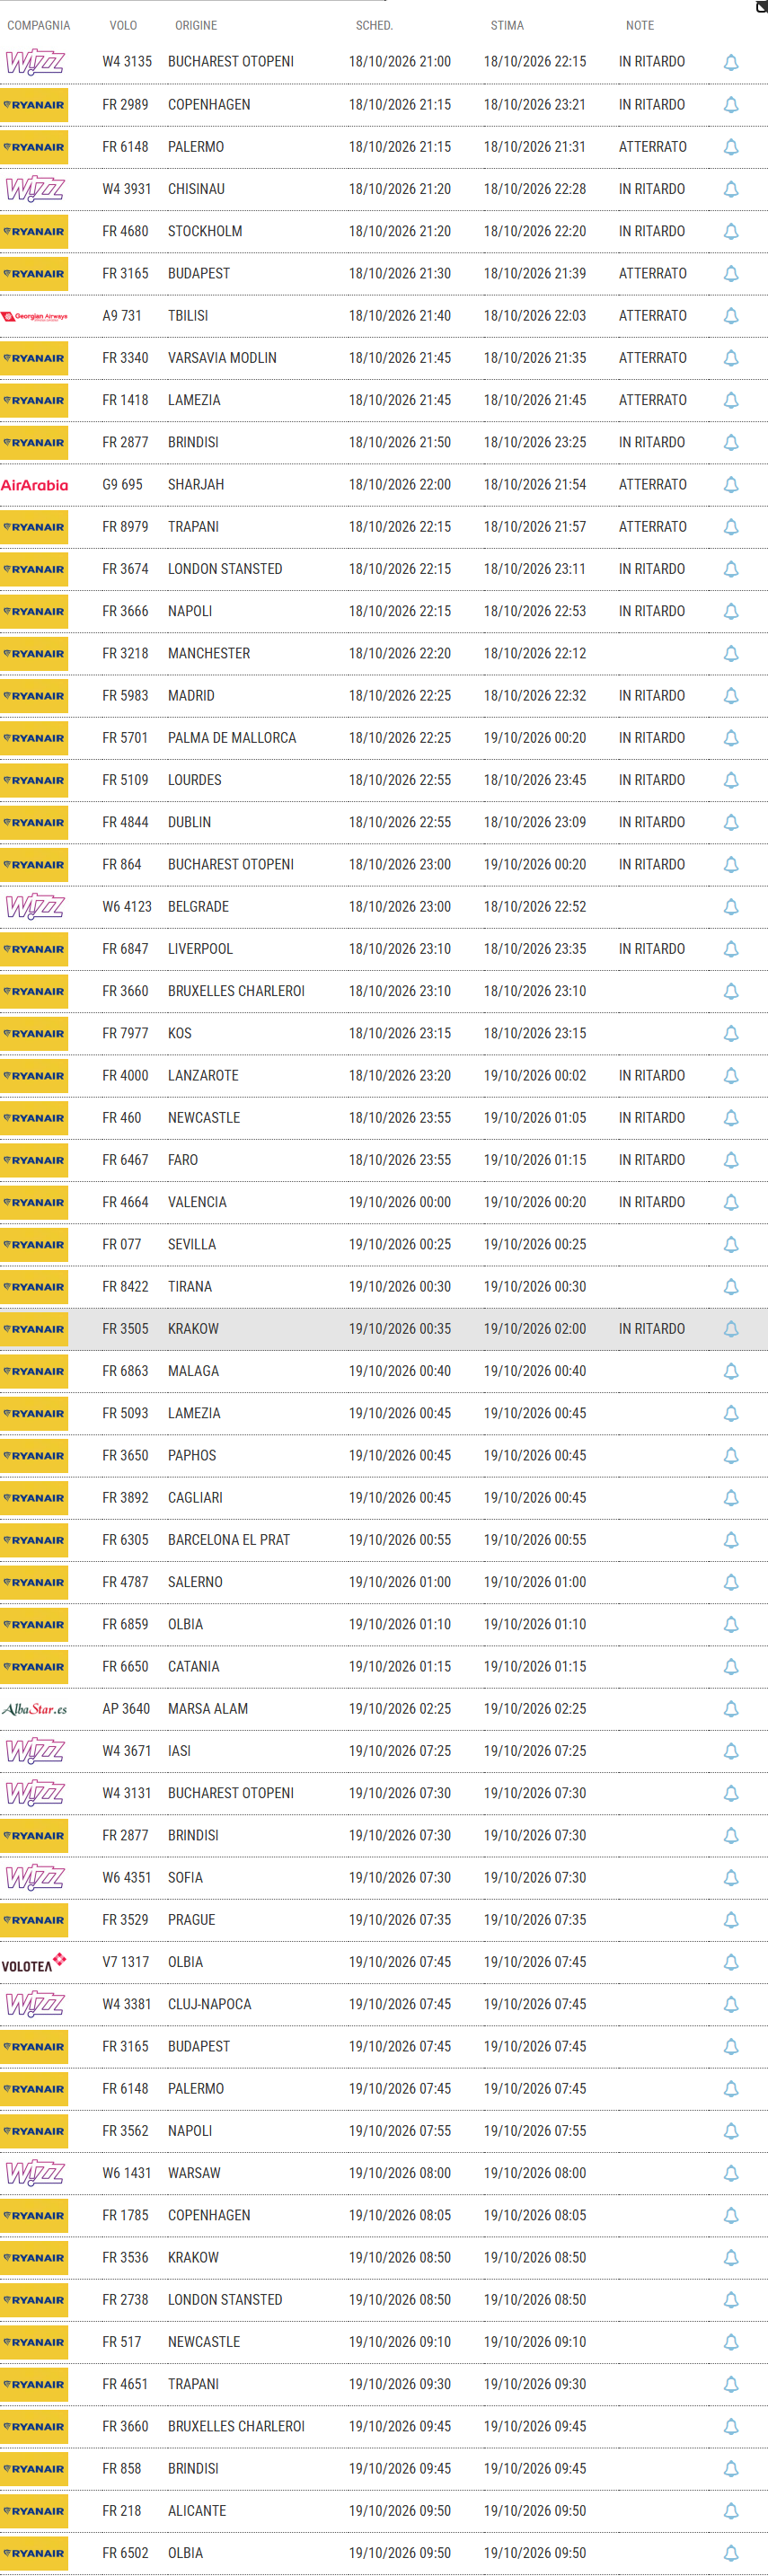 COMPAGNIA VOLO ORIGINE SCHED. STIMA NOTE
WIZZ W4 3135 BUCHAREST OTOPENI 18/10/2026 21:00 18/10/2026 22:15 IN RITARDO
RYANAIR FR 2989 COPENHAGEN 18/10/2026 21:15 18/10/2026 23:21 IN RITARDO
RYANAIR FR 6148 PALERMO 18/10/2026 21:15 18/10/2026 21:31 ATTERRATO
WIZZ W4 3931 CHISINAU 18/10/2026 21:20 18/10/2026 22:28 IN RITARDO
RYANAIR FR 4680 STOCKHOLM 18/10/2026 21:20 18/10/2026 22:20 IN RITARDO
RYANAIR FR 3165 BUDAPEST 18/10/2026 21:30 18/10/2026 21:39 ATTERRATO
Georgian Airways A9 731 TBILISI 18/10/2026 21:40 18/10/2026 22:03 ATTERRATO
RYANAIR FR 3340 VARSAVIA MODLIN 18/10/2026 21:45 18/10/2026 21:35 ATTERRATO
RYANAIR FR 1418 LAMEZIA 18/10/2026 21:45 18/10/2026 21:45 ATTERRATO
RYANAIR FR 2877 BRINDISI 18/10/2026 21:50 18/10/2026 23:25 IN RITARDO
AirArabia G9 695 SHARJAH 18/10/2026 22:00 18/10/2026 21:54 ATTERRATO
RYANAIR FR 8979 TRAPANI 18/10/2026 22:15 18/10/2026 21:57 ATTERRATO
RYANAIR FR 3674 LONDON STANSTED 18/10/2026 22:15 18/10/2026 23:11 IN RITARDO
RYANAIR FR 3666 NAPOLI 18/10/2026 22:15 18/10/2026 22:53 IN RITARDO
RYANAIR FR 3218 MANCHESTER 18/10/2026 22:20 18/10/2026 22:12
RYANAIR FR 5983 MADRID 18/10/2026 22:25 18/10/2026 22:32 IN RITARDO
RYANAIR FR 5701 PALMA DE MALLORCA 18/10/2026 22:25 19/10/2026 00:20 IN RITARDO
RYANAIR FR 5109 LOURDES 18/10/2026 22:55 18/10/2026 23:45 IN RITARDO
RYANAIR FR 4844 DUBLIN 18/10/2026 22:55 18/10/2026 23:09 IN RITARDO
RYANAIR FR 864 BUCHAREST OTOPENI 18/10/2026 23:00 19/10/2026 00:20 IN RITARDO
WIZZ W6 4123 BELGRADE 18/10/2026 23:00 18/10/2026 22:52
RYANAIR FR 6847 LIVERPOOL 18/10/2026 23:10 18/10/2026 23:35 IN RITARDO
RYANAIR FR 3660 BRUXELLES CHARLEROI 18/10/2026 23:10 18/10/2026 23:10
RYANAIR FR 7977 KOS 18/10/2026 23:15 18/10/2026 23:15
RYANAIR FR 4000 LANZAROTE 18/10/2026 23:20 19/10/2026 00:02 IN RITARDO
RYANAIR FR 460 NEWCASTLE 18/10/2026 23:55 19/10/2026 01:05 IN RITARDO
RYANAIR FR 6467 FARO 18/10/2026 23:55 19/10/2026 01:15 IN RITARDO
RYANAIR FR 4664 VALENCIA 19/10/2026 00:00 19/10/2026 00:20 IN RITARDO
RYANAIR FR 077 SEVILLA 19/10/2026 00:25 19/10/2026 00:25
RYANAIR FR 8422 TIRANA 19/10/2026 00:30 19/10/2026 00:30
RYANAIR FR 3505 KRAKOW 19/10/2026 00:35 19/10/2026 02:00 IN RITARDO
RYANAIR FR 6863 MALAGA 19/10/2026 00:40 19/10/2026 00:40
RYANAIR FR 5093 LAMEZIA 19/10/2026 00:45 19/10/2026 00:45
RYANAIR FR 3650 PAPHOS 19/10/2026 00:45 19/10/2026 00:45
RYANAIR FR 3892 CAGLIARI 19/10/2026 00:45 19/10/2026 00:45
RYANAIR FR 6305 BARCELONA EL PRAT 19/10/2026 00:55 19/10/2026 00:55
RYANAIR FR 4787 SALERNO 19/10/2026 01:00 19/10/2026 01:00
RYANAIR FR 6859 OLBIA 19/10/2026 01:10 19/10/2026 01:10
RYANAIR FR 6650 CATANIA 19/10/2026 01:15 19/10/2026 01:15
AlbaStar.es AP 3640 MARSA ALAM 19/10/2026 02:25 19/10/2026 02:25
WIZZ W4 3671 IASI 19/10/2026 07:25 19/10/2026 07:25
WIZZ W4 3131 BUCHAREST OTOPENI 19/10/2026 07:30 19/10/2026 07:30
RYANAIR FR 2877 BRINDISI 19/10/2026 07:30 19/10/2026 07:30
WIZZ W6 4351 SOFIA 19/10/2026 07:30 19/10/2026 07:30
RYANAIR FR 3529 PRAGUE 19/10/2026 07:35 19/10/2026 07:35
VOLOTEA V7 1317 OLBIA 19/10/2026 07:45 19/10/2026 07:45
WIZZ W4 3381 CLUJ-NAPOCA 19/10/2026 07:45 19/10/2026 07:45
RYANAIR FR 3165 BUDAPEST 19/10/2026 07:45 19/10/2026 07:45
RYANAIR FR 6148 PALERMO 19/10/2026 07:45 19/10/2026 07:45
RYANAIR FR 3562 NAPOLI 19/10/2026 07:55 19/10/2026 07:55
WIZZ W6 1431 WARSAW 19/10/2026 08:00 19/10/2026 08:00
RYANAIR FR 1785 COPENHAGEN 19/10/2026 08:05 19/10/2026 08:05
RYANAIR FR 3536 KRAKOW 19/10/2026 08:50 19/10/2026 08:50
RYANAIR FR 2738 LONDON STANSTED 19/10/2026 08:50 19/10/2026 08:50
RYANAIR FR 517 NEWCASTLE 19/10/2026 09:10 19/10/2026 09:10
RYANAIR FR 4651 TRAPANI 19/10/2026 09:30 19/10/2026 09:30
RYANAIR FR 3660 BRUXELLES CHARLEROI 19/10/2026 09:45 19/10/2026 09:45
RYANAIR FR 858 BRINDISI 19/10/2026 09:45 19/10/2026 09:45
RYANAIR FR 218 ALICANTE 19/10/2026 09:50 19/10/2026 09:50
RYANAIR FR 6502 OLBIA 19/10/2026 09:50 19/10/2026 09:50